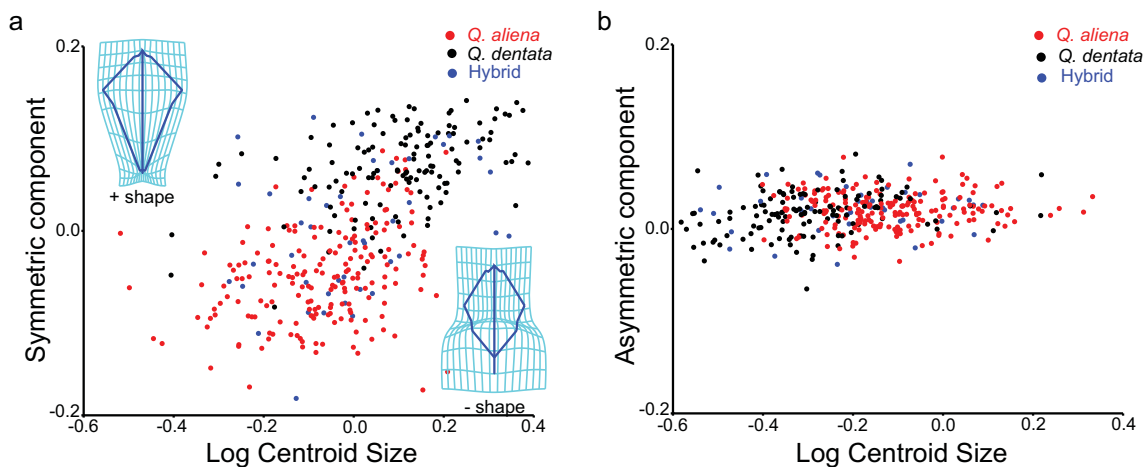 a
Q. aliena
Q. dentata
Hybrid
0.2
0.0
-0.2
Symmetric component
+ shape
- shape
-0.6 -0.4 -0.2 0.0 0.2 0.4
Log Centroid Size
b
Q. aliena
Q. dentata
Hybrid
0.2
0.0
-0.2
Asymmetric component
-0.6 -0.4 -0.2 0.0 0.2 0.4
Log Centroid Size